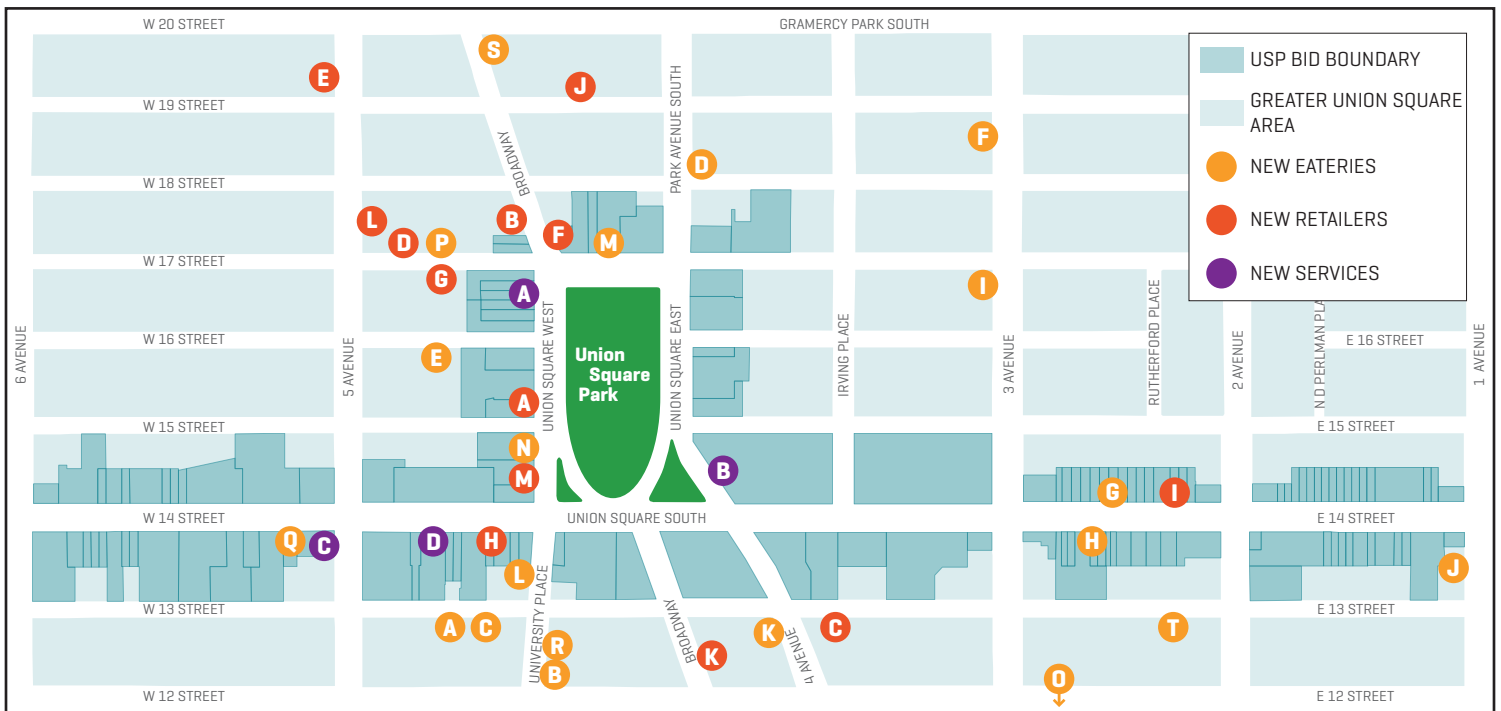 W 20 STREET
GRAMERCY PARK SOUTH
S
E
J
W 19 STREET
PARK AVENUE SOUTH
BROADWAY
F
D
W 18 STREET
L
B
D
P
F
M
W 17 STREET
G
A
I
UNION SQUARE WEST
UNION SQUARE EAST
RUTHERFORD PLACE
N D PERLMAN PLA
W 16 STREET
E 16 STREET
6 AVENUE
5 AVENUE
E
Union
Square
Park
IRVING PLACE
3 AVENUE
2 AVENUE
1 AVENUE
A
W 15 STREET
E 15 STREET
N
M
B
G
I
W 14 STREET
UNION SQUARE SOUTH
E 14 STREET
Q
C
D
H
H
L
J
W 13 STREET
E 13 STREET
UNIVERSITY PLACE
BROADWAY
4 AVENUE
A
C
R
B
K
K
C
T
O
W 12 STREET
E 12 STREET
USP BID BOUNDARY
GREATER UNION SQUARE
AREA
NEW EATERIES
NEW RETAILERS
NEW SERVICES